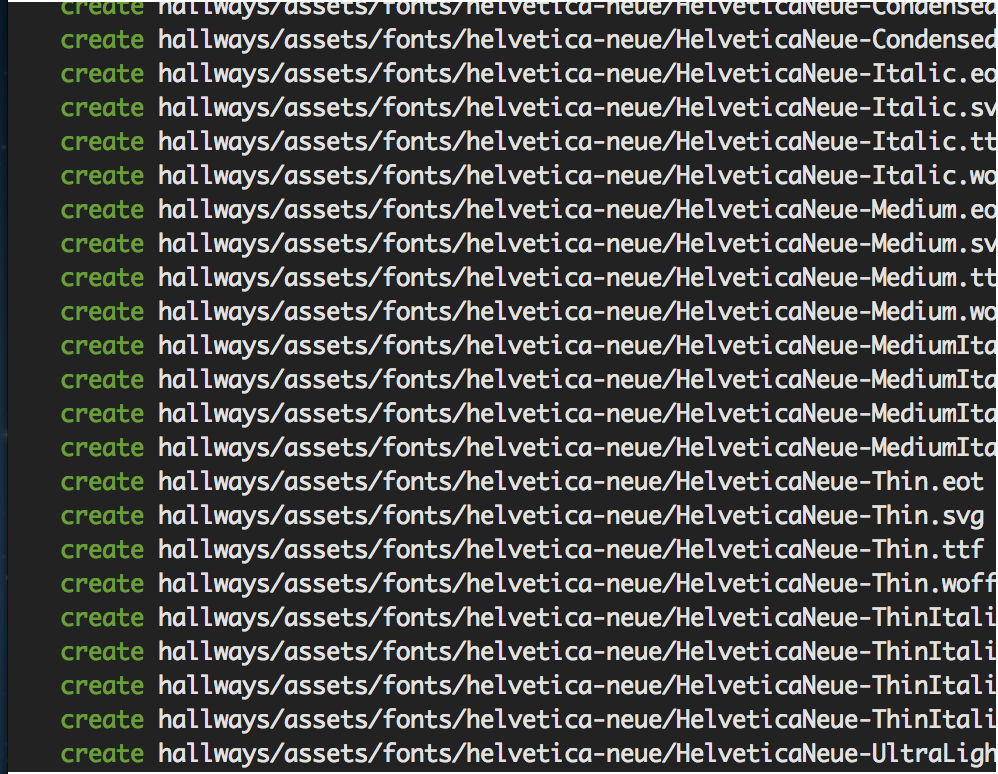 create hallways/assets/fonts/helvetica-neue/HelveticaNeue-Condensed
create hallways/assets/fonts/helvetica-neue/HelveticaNeue-Condensed
create hallways/assets/fonts/helvetica-neue/HelveticaNeue-Italic.eo
create hallways/assets/fonts/helvetica-neue/HelveticaNeue-Italic.sv
create hallways/assets/fonts/helvetica-neue/HelveticaNeue-Italic.tt
create hallways/assets/fonts/helvetica-neue/HelveticaNeue-Italic.wo
create hallways/assets/fonts/helvetica-neue/HelveticaNeue-Medium.eo
create hallways/assets/fonts/helvetica-neue/HelveticaNeue-Medium.sv
create hallways/assets/fonts/helvetica-neue/HelveticaNeue-Medium.tt
create hallways/assets/fonts/helvetica-neue/HelveticaNeue-Medium.wo
create hallways/assets/fonts/helvetica-neue/HelveticaNeue-MediumIta
create hallways/assets/fonts/helvetica-neue/HelveticaNeue-MediumIta
create hallways/assets/fonts/helvetica-neue/HelveticaNeue-MediumIta
create hallways/assets/fonts/helvetica-neue/HelveticaNeue-MediumIta
create hallways/assets/fonts/helvetica-neue/HelveticaNeue-Thin.eot
create hallways/assets/fonts/helvetica-neue/HelveticaNeue-Thin.svg
create hallways/assets/fonts/helvetica-neue/HelveticaNeue-Thin.ttf
create hallways/assets/fonts/helvetica-neue/HelveticaNeue-Thin.woff
create hallways/assets/fonts/helvetica-neue/HelveticaNeue-ThinItali
create hallways/assets/fonts/helvetica-neue/HelveticaNeue-ThinItali
create hallways/assets/fonts/helvetica-neue/HelveticaNeue-ThinItali
create hallways/assets/fonts/helvetica-neue/HelveticaNeue-ThinItali
create hallways/assets/fonts/helvetica-neue/HelveticaNeue-UltraLigh